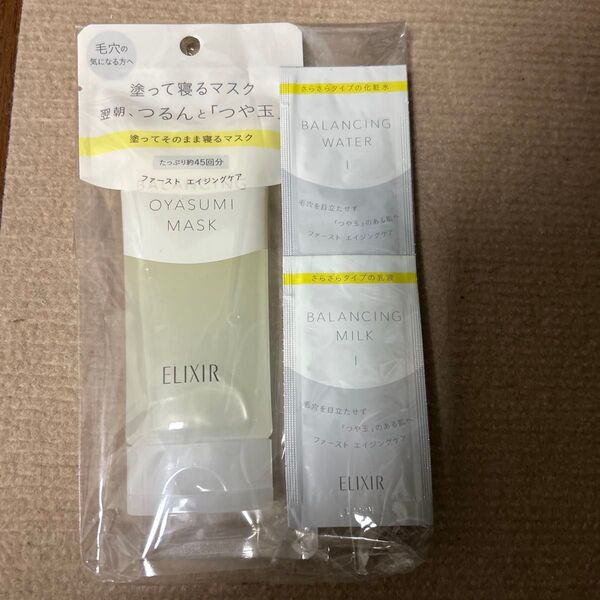 毛穴の
気になる方へ
塗って寝るマスク
翌朝、つるんと「つや玉」
塗ってそのまま寝るマスク
たっぷり約45回分
ファースト エイジングケア
BALANCING
OYASUMI
MASK
ELIXIR
さらさらタイプの化粧水
BALANCING
WATER
I
毛穴を目立たせず
「つや玉」のある肌へ
ファースト エイジングケア
さらさらタイプの乳液
BALANCING
MILK
I
毛穴を目立たせず
「つや玉」のある肌へ
ファースト エイジングケア
ELIXIR